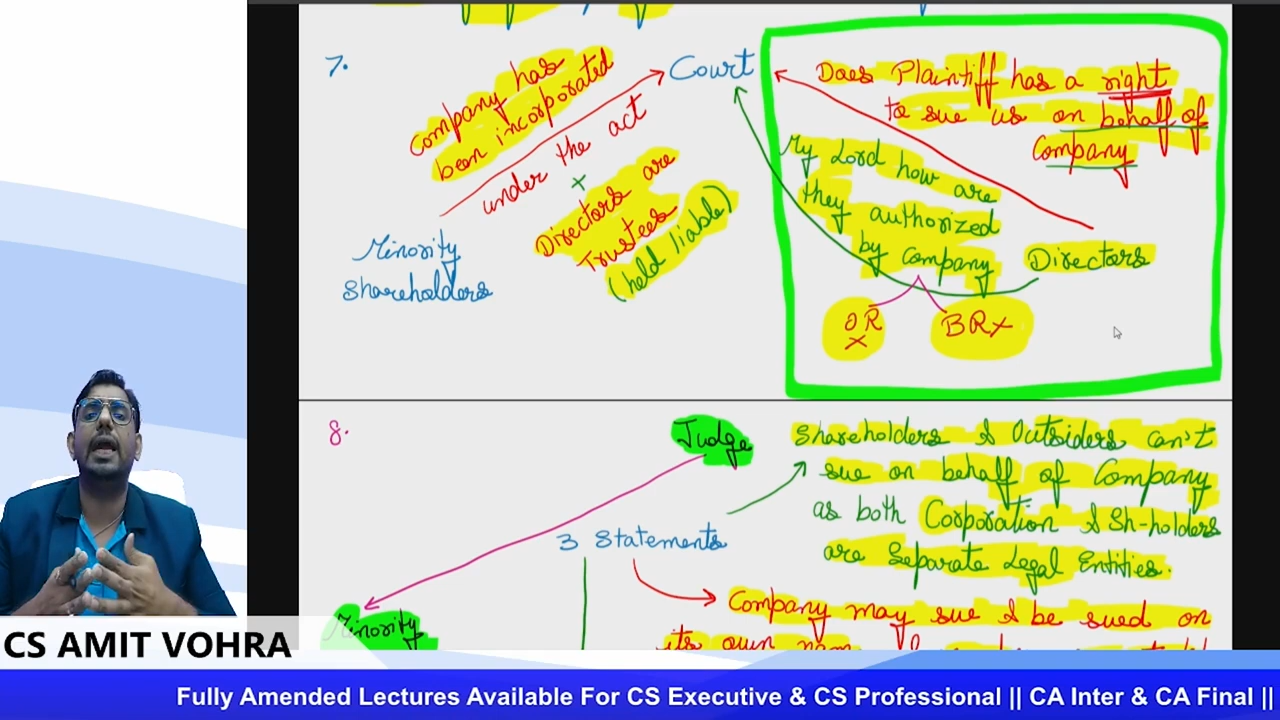 7.
Company has
been incorporated
under the act
+
Directors are
Trustees
(held liable)
Minority
Shareholders
Court
Does Plaintiff has a right
to sue us on behalf of
Company
My Lord how are
they authorized
by Company
Directors
OR
x
BRx
8.
Judge
Shareholders & Outsiders can't
sue on behalf of Company
as both Corporation & Sh-holders
are Separate Legal Entities.
3 Statements
Company may sue & be sued on
its own
Minority
CS AMIT VOHRA
Fully Amended Lectures Available For CS Executive & CS Professional || CA Inter & CA Final ||